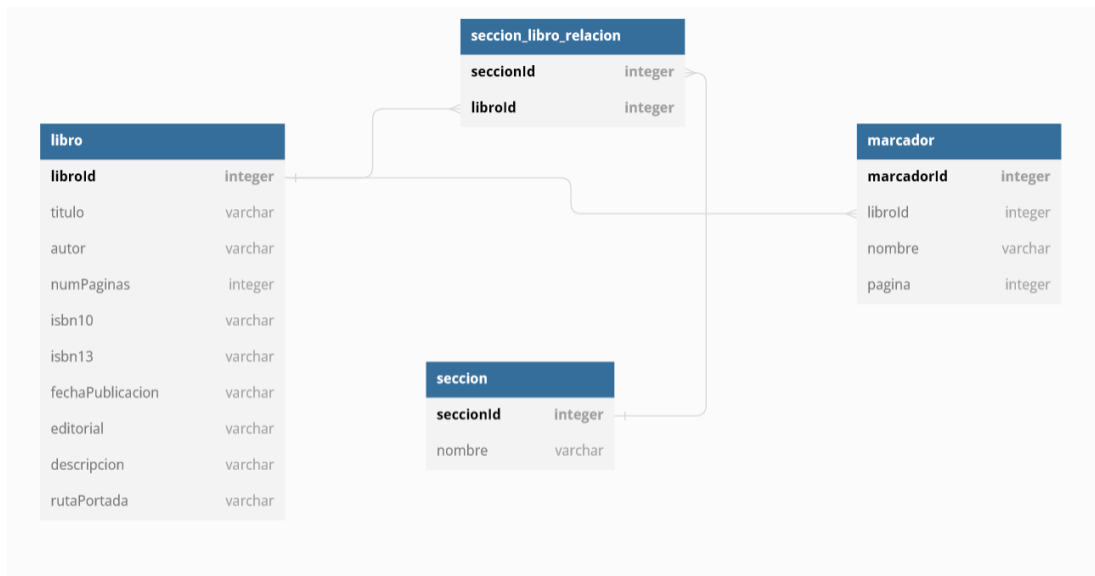 seccion_libro_relacion
seccionId integer
libroId integer
libro
libroId integer
titulo varchar
autor varchar
numPaginas integer
isbn10 varchar
isbn13 varchar
fechaPublicacion varchar
editorial varchar
descripcion varchar
rutaPortada varchar
marcador
marcadorId integer
libroId integer
nombre varchar
pagina integer
seccion
seccionId integer
nombre varchar